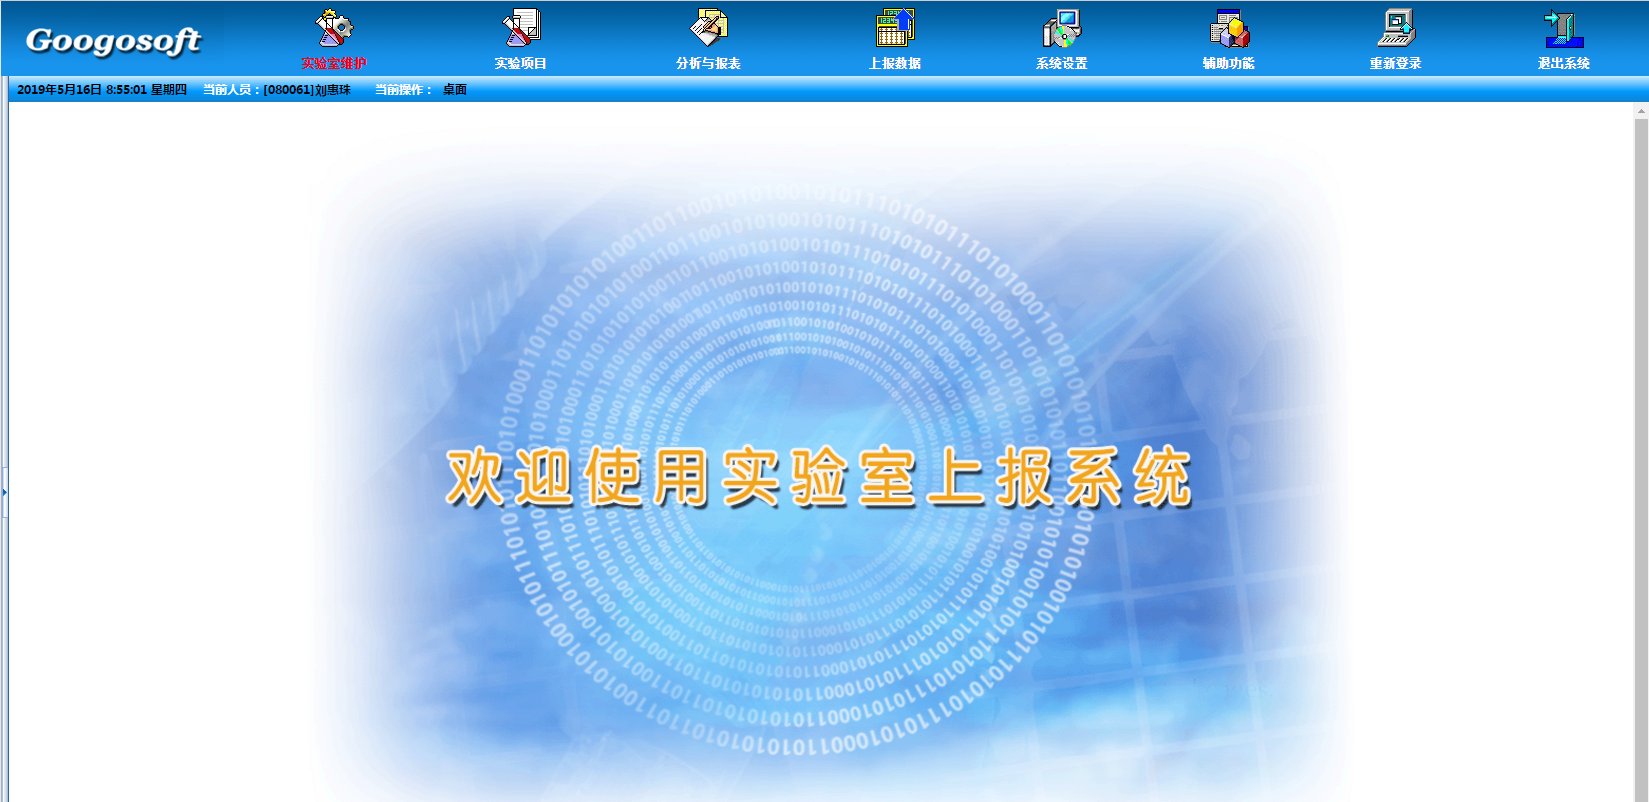 Googosoft
实验室维护
实验项目
分析与报表
上报数据
系统设置
辅助功能
重新登录
退出系统
2019年5月16日 8:55:01 星期四 当前人员：[080061]刘惠珠 当前操作： 桌面
欢迎使用实验室上报系统